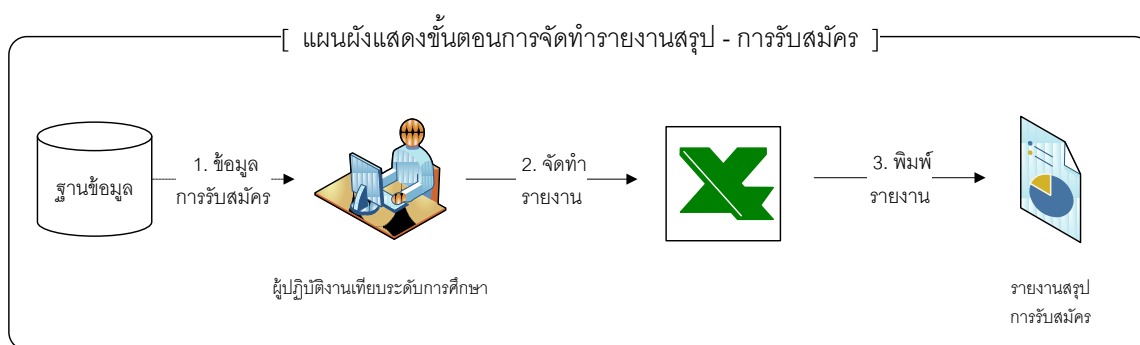 [ แผนผังแสดงขั้นตอนการจัดทำรายงานสรุป - การรับสมัคร ]
ฐานข้อมูล
1. ข้อมูล
การรับสมัคร
2. จัดทำ
รายงาน
3. พิมพ์
รายงาน
ผู้ปฏิบัติงานเทียบระดับการศึกษา
รายงานสรุป
การรับสมัคร